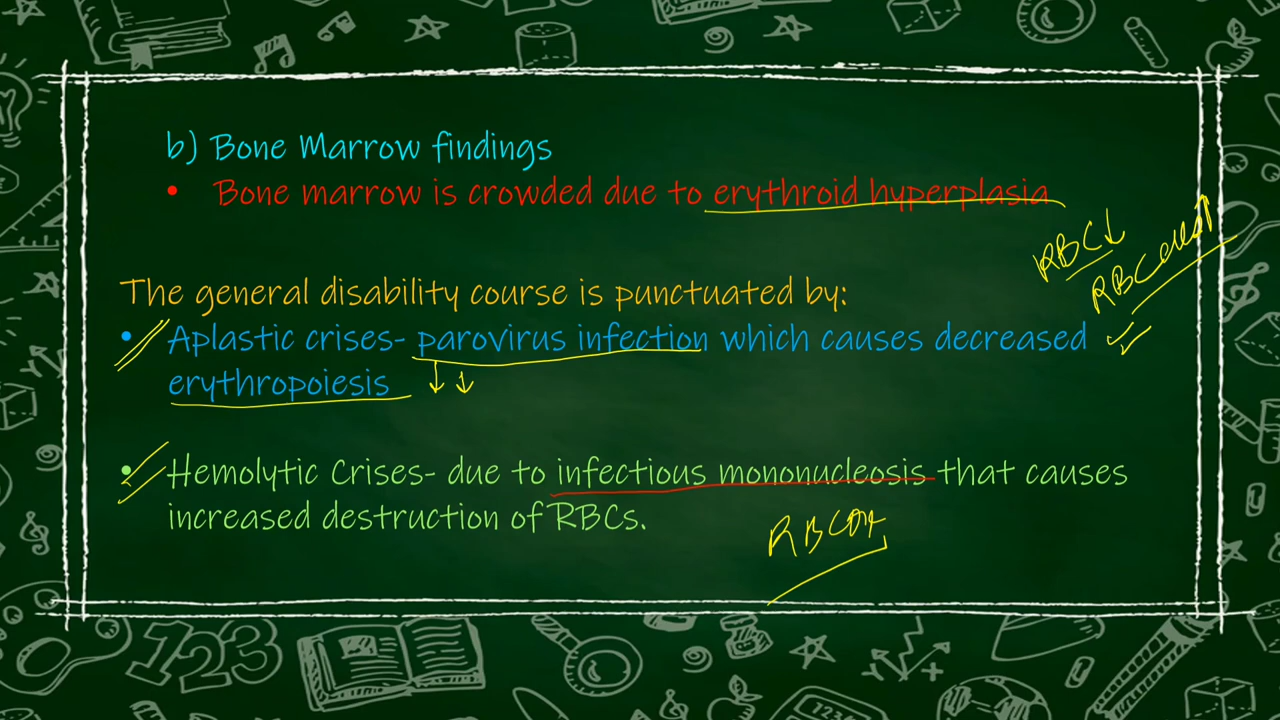 b) Bone Marrow findings
• Bone marrow is crowded due to erythroid hyperplasia
RBC↓
RBC
The general disability course is punctuated by:
• Aplastic crises- parovirus infection which causes decreased
erythropoiesis ↓ ↓
• Hemolytic Crises- due to infectious mononucleosis that causes
increased destruction of RBCs.
123